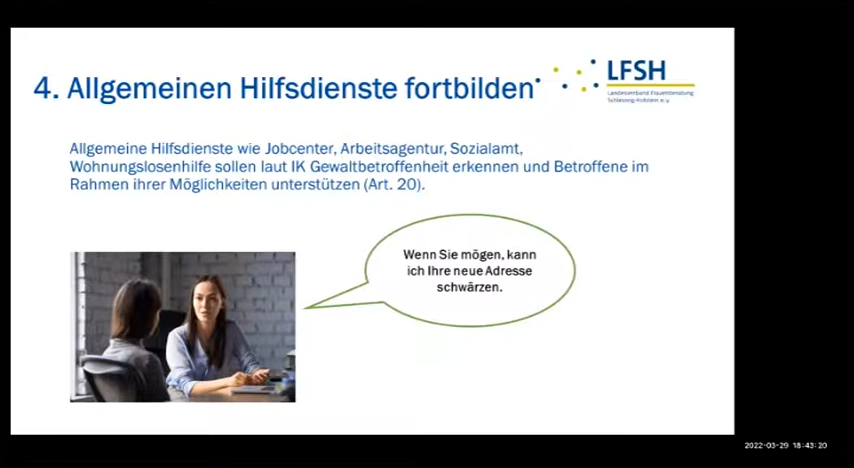 4. Allgemeinen Hilfsdienste fortbilden
LFSH
Landesverband Frauenberatung
Schleswig-Holstein e.V.
Allgemeine Hilfsdienste wie Jobcenter, Arbeitsagentur, Sozialamt,
Wohnungslosenhilfe sollen laut IK Gewaltbetroffenheit erkennen und Betroffene im
Rahmen ihrer Möglichkeiten unterstützen (Art. 20).
Wenn Sie mögen, kann
ich Ihre neue Adresse
schwärzen.
2022-03-29 18:43:20